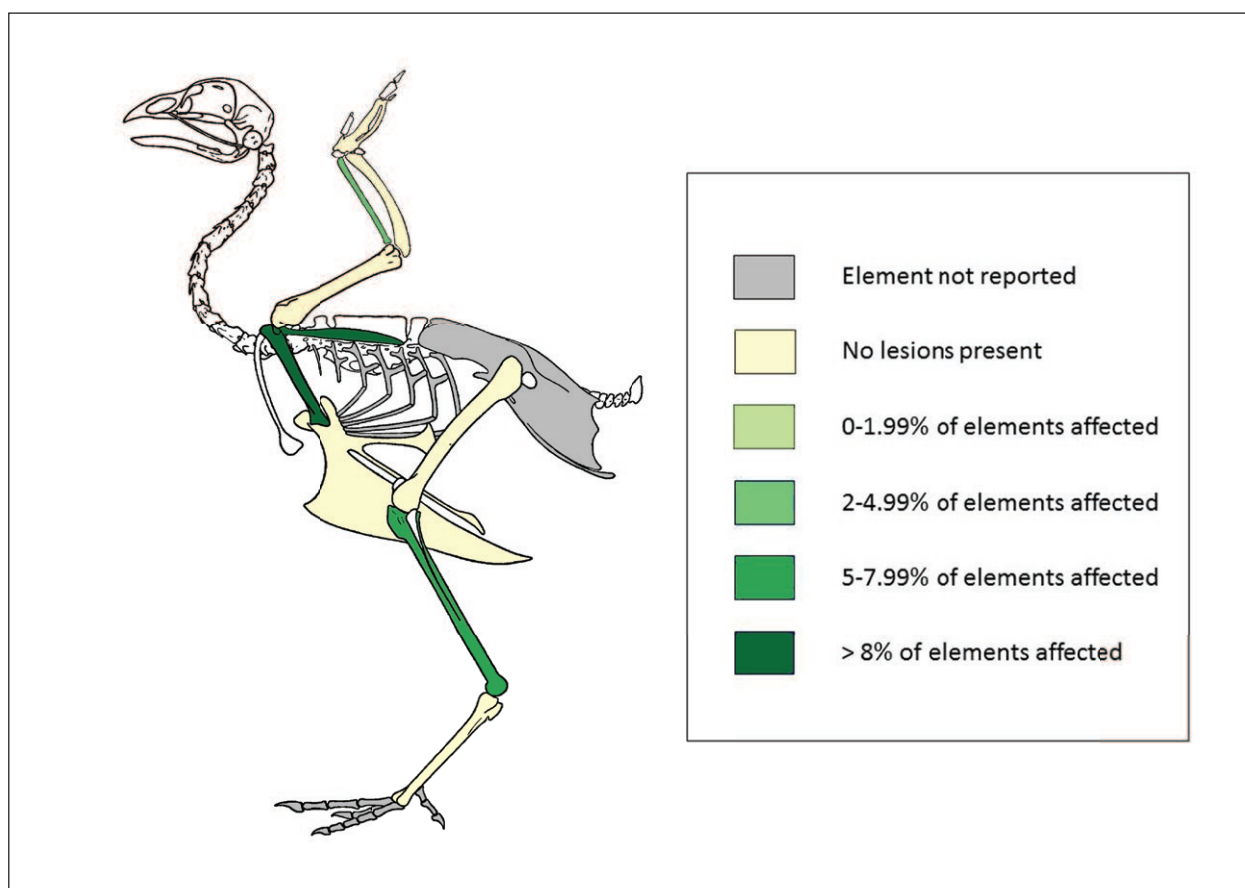 Element not reported
No lesions present
0-1.99% of elements affected
2-4.99% of elements affected
5-7.99% of elements affected
> 8% of elements affected